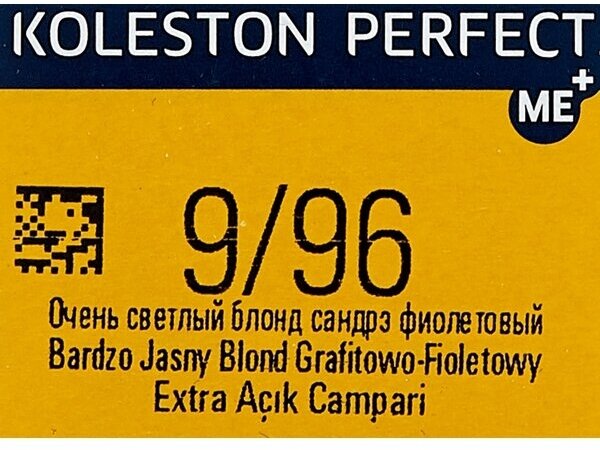 KOLESTON PERFECT
ME+
9/96
Очень светлый блонд сандрэ фиолетовый
Bardzo Jasny Blond Grafitowo-Fioletowy
Extra Açık Campari